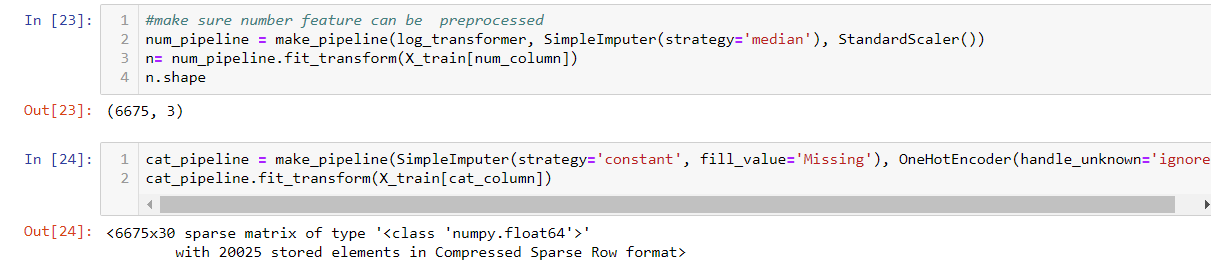 In [23]:
1 #make sure number feature can be  preprocessed
2 num_pipeline = make_pipeline(log_transformer, SimpleImputer(strategy='median'), StandardScaler())
3 n= num_pipeline.fit_transform(X_train[num_column])
4 n.shape
Out[23]: (6675, 3)
In [24]:
1 cat_pipeline = make_pipeline(SimpleImputer(strategy='constant', fill_value='Missing'), OneHotEncoder(handle_unknown='ignore
2 cat_pipeline.fit_transform(X_train[cat_column])
Out[24]: <6675x30 sparse matrix of type '<class 'numpy.float64'>'
with 20025 stored elements in Compressed Sparse Row format>